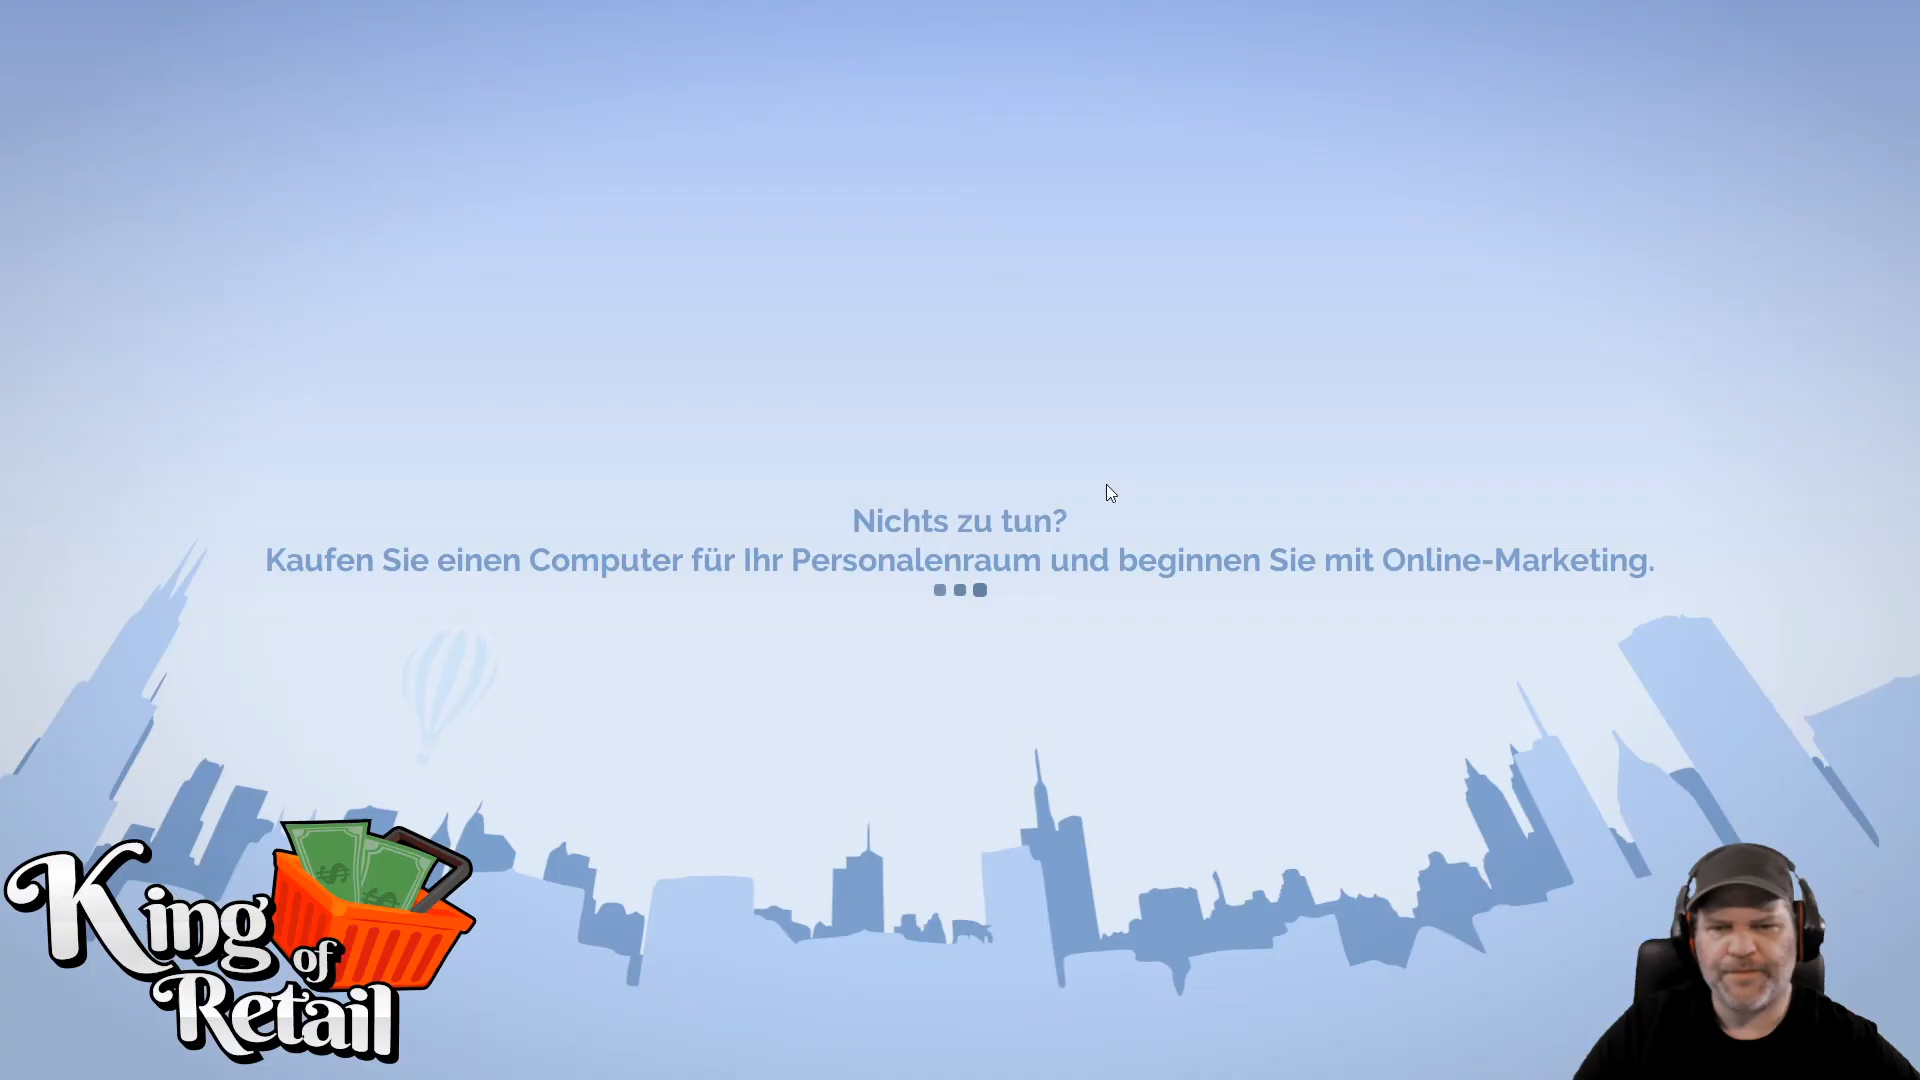 Nichts zu tun?
Kaufen Sie einen Computer für Ihr Personalenraum und beginnen Sie mit Online-Marketing.
King
of
Retail